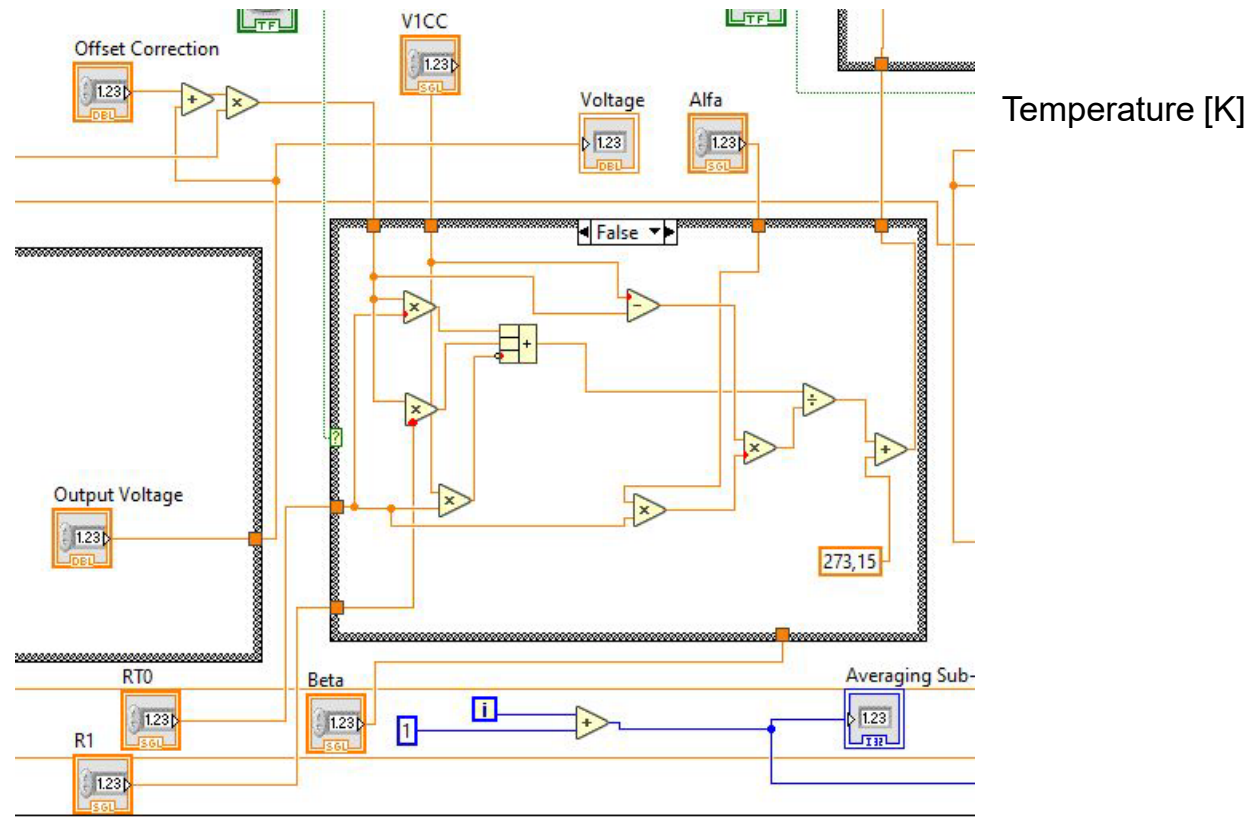 TF
TF
V1CC
Offset Correction
1.23
SGL
1.23
DBL
+
×
Voltage
Alfa
Temperature [K]
1.23
DBL
1.23
SGL
False
×
-
+
×
÷
?
×
+
Output Voltage
×
×
1.23
DBL
273,15
RT0
Beta
Averaging Sub-
1.23
SGL
1.23
SGL
i
1
+
1.23
I32
R1
1.23
SGL